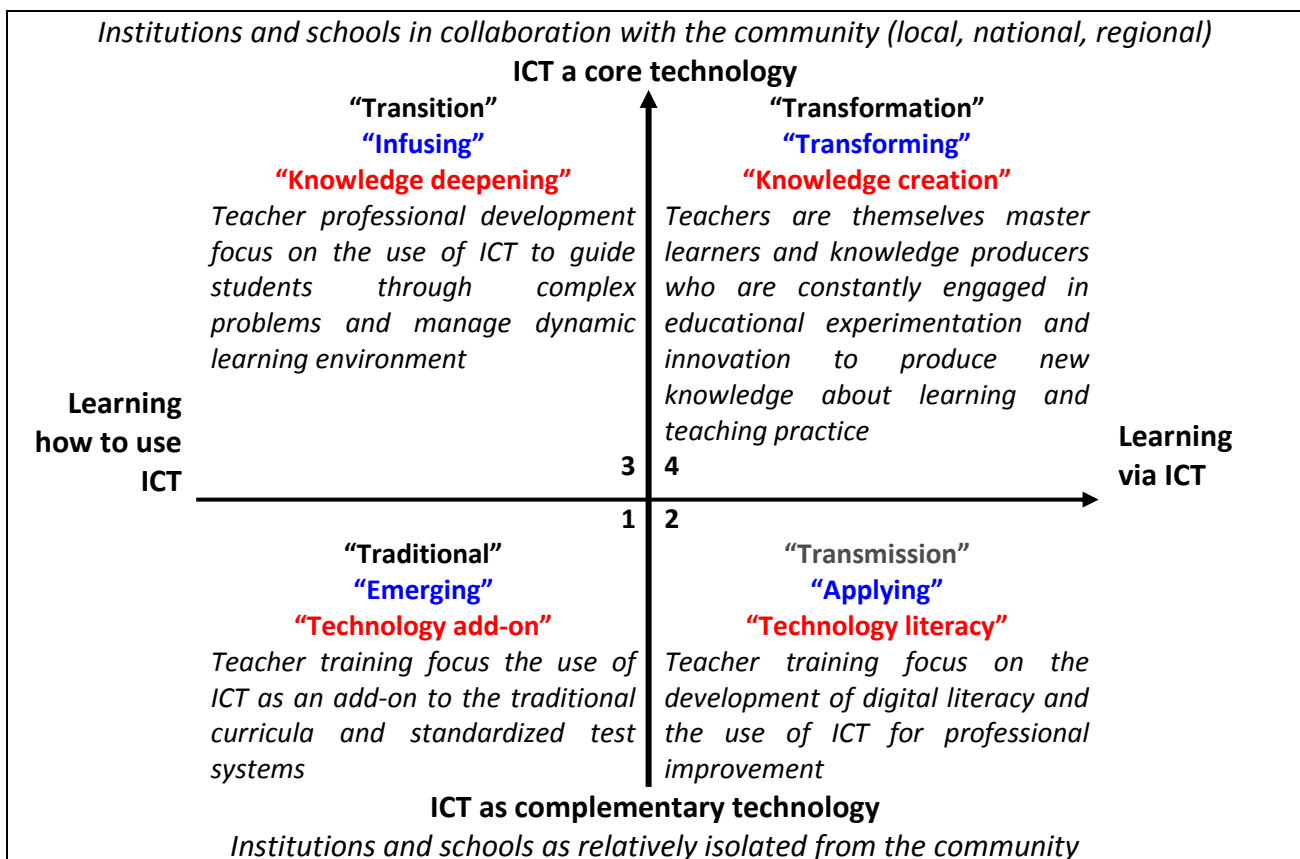 Institutions and schools in collaboration with the community (local, national, regional)
ICT a core technology
“Transition”
“Infusing”
“Knowledge deepening”
Teacher professional development
focus on the use of ICT to guide
students through complex
problems and manage dynamic
learning environment
“Transformation”
“Transforming”
“Knowledge creation”
Teachers are themselves master
learners and knowledge producers
who are constantly engaged in
educational experimentation and
innovation to produce new
knowledge about learning and
teaching practice
Learning
how to use
ICT
Learning
via ICT
3
4
1
2
“Traditional”
“Emerging”
“Technology add-on”
Teacher training focus the use of
ICT as an add-on to the traditional
curricula and standardized test
systems
“Transmission”
“Applying”
“Technology literacy”
Teacher training focus on the
development of digital literacy and
the use of ICT for professional
improvement
ICT as complementary technology
Institutions and schools as relatively isolated from the community